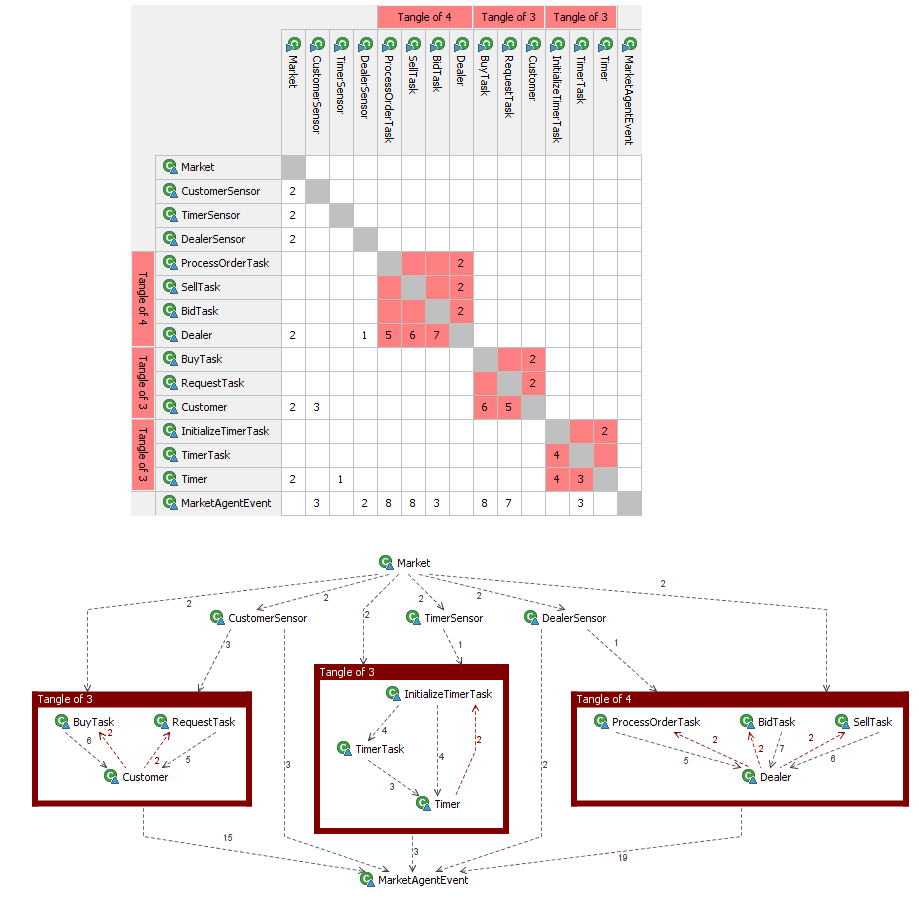 Tangle of 4 Tangle of 3 Tangle of 3
Market CustomerSensor TimerSensor DealerSensor ProcessOrderTask SellTask BidTask Dealer BuyTask RequestTask Customer InitializeTimerTask TimerTask Timer MarketAgentEvent
Market
CustomerSensor 2
TimerSensor 2
DealerSensor 2
Tangle of 4
ProcessOrderTask 2
SellTask 2
BidTask 2
Dealer 2 1 5 6 7
Tangle of 3
BuyTask 2
RequestTask 2
Customer 2 3 6 5
Tangle of 3
InitializeTimerTask 2
TimerTask 4
Timer 2 1 4 3
MarketAgentEvent 3 2 8 8 3 8 7 3
Market
2 2 2 2 2 2
CustomerSensor TimerSensor DealerSensor
3 1 1
Tangle of 3
BuyTask RequestTask
6 2 2 5
Customer
Tangle of 3
InitializeTimerTask
4
TimerTask
4 2
3
Timer
Tangle of 4
ProcessOrderTask BidTask SellTask
5 2 2 7 2 6
Dealer
3 2
15 3 19
MarketAgentEvent